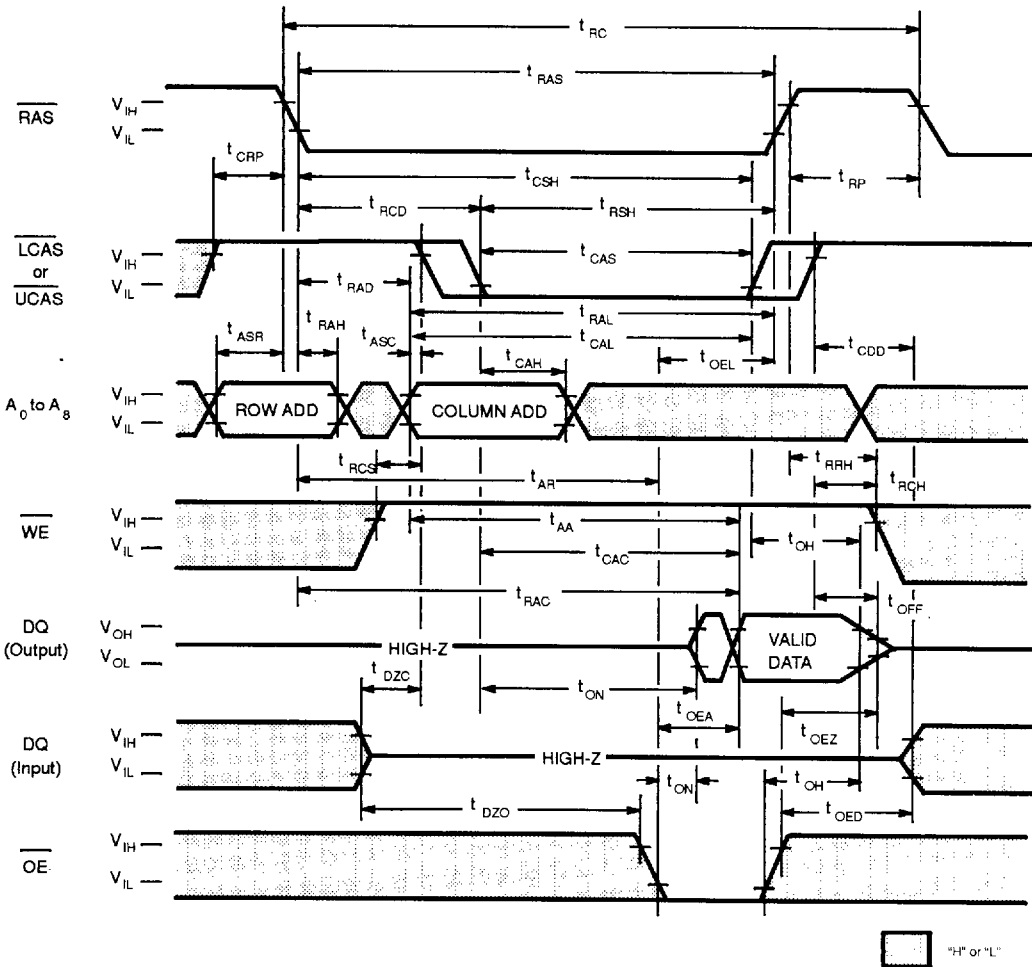 t RC
t RAS
RAS
V IH
V IL
t CRP
t CSH
t RP
t RCD
t RSH
LCAS
or
UCAS
V IH
V IL
t CAS
t RAD
t RAL
t ASR
t RAH
t ASC
t CAL
t CDD
t CAH
t OEL
A 0 to A 8
V IH
V IL
ROW ADD
COLUMN ADD
t RCS
t AR
t RRH
t RCH
WE
V IH
V IL
t AA
t OH
t CAC
t RAC
t OFF
DQ
(Output)
V OH
V OL
HIGH-Z
VALID
DATA
t DZC
t ON
t OEA
t OEZ
DQ
(Input)
V IH
V IL
HIGH-Z
t ON
t OH
t DZO
t OED
OE
V IH
V IL
"H" or "L"